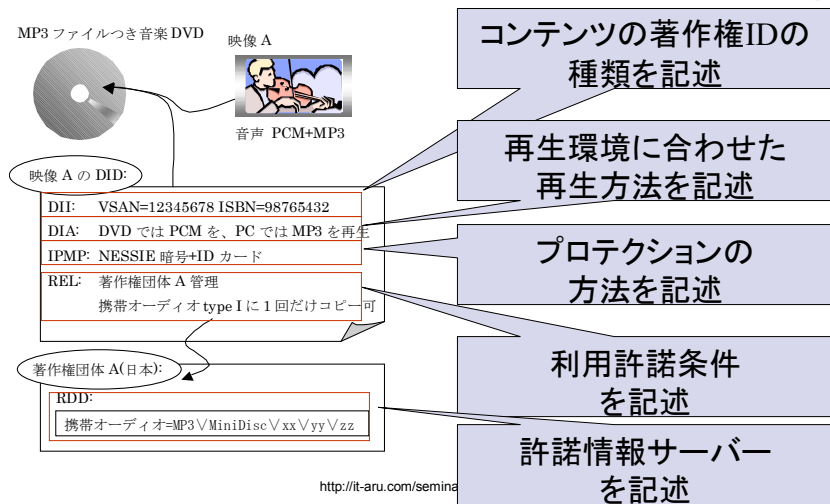 MP3 ファイルつき音楽 DVD
映像 A
音声 PCM+MP3
映像 A の DID:
DII: VSAN=12345678 ISBN=98765432
DIA: DVD では PCM を、PC では MP3 を再生
IPMP: NESSIE 暗号+ID カード
REL: 著作権団体 A 管理
携帯オーディオ type I に 1 回だけコピー可
著作権団体 A(日本):
RDD:
携帯オーディオ=MP3∨MiniDisc∨xx∨yy∨zz
コンテンツの著作権IDの
種類を記述
再生環境に合わせた
再生方法を記述
プロテクションの
方法を記述
利用許諾条件
を記述
許諾情報サーバー
を記述
http://it-aru.com/semina